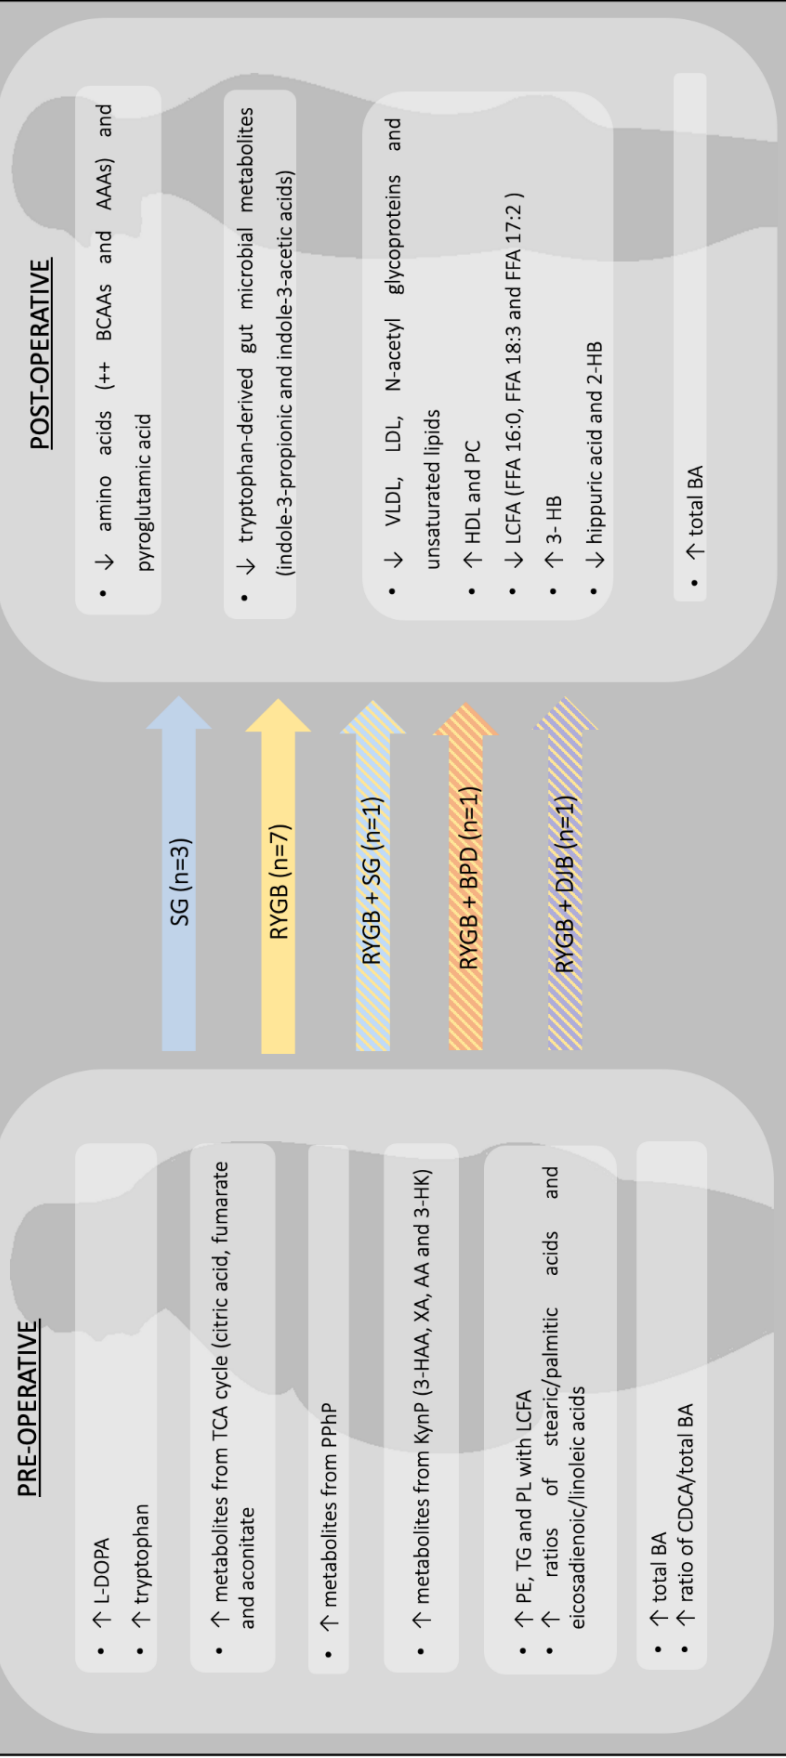 PRE-OPERATIVE
• ↑ L-DOPA
• ↑ tryptophan
• ↑ metabolites from TCA cycle (citric acid, fumarate
and aconitate
• ↑ metabolites from PPhP
• ↑ metabolites from KynP (3-HAA, XA, AA and 3-HK)
• ↑ PE, TG and PL with LCFA
• ↑ ratios of stearic/palmitic acids and
eicosadienoic/linoleic acids
• ↑ total BA
• ↑ ratio of CDCA/total BA
SG (n=3)
RYGB (n=7)
RYGB + SG (n=1)
RYGB + BPD (n=1)
RYGB + DJB (n=1)
POST-OPERATIVE
• ↓ amino acids (++ BCAAs and AAAs) and
pyroglutamic acid
• ↓ tryptophan-derived gut microbial metabolites
(indole-3-propionic and indole-3-acetic acids)
• ↓ VLDL, LDL, N-acetyl glycoproteins and
unsaturated lipids
• ↑ HDL and PC
• ↓ LCFA (FFA 16:0, FFA 18:3 and FFA 17:2 )
• ↑ 3- HB
• ↓ hippuric acid and 2-HB
• ↑ total BA